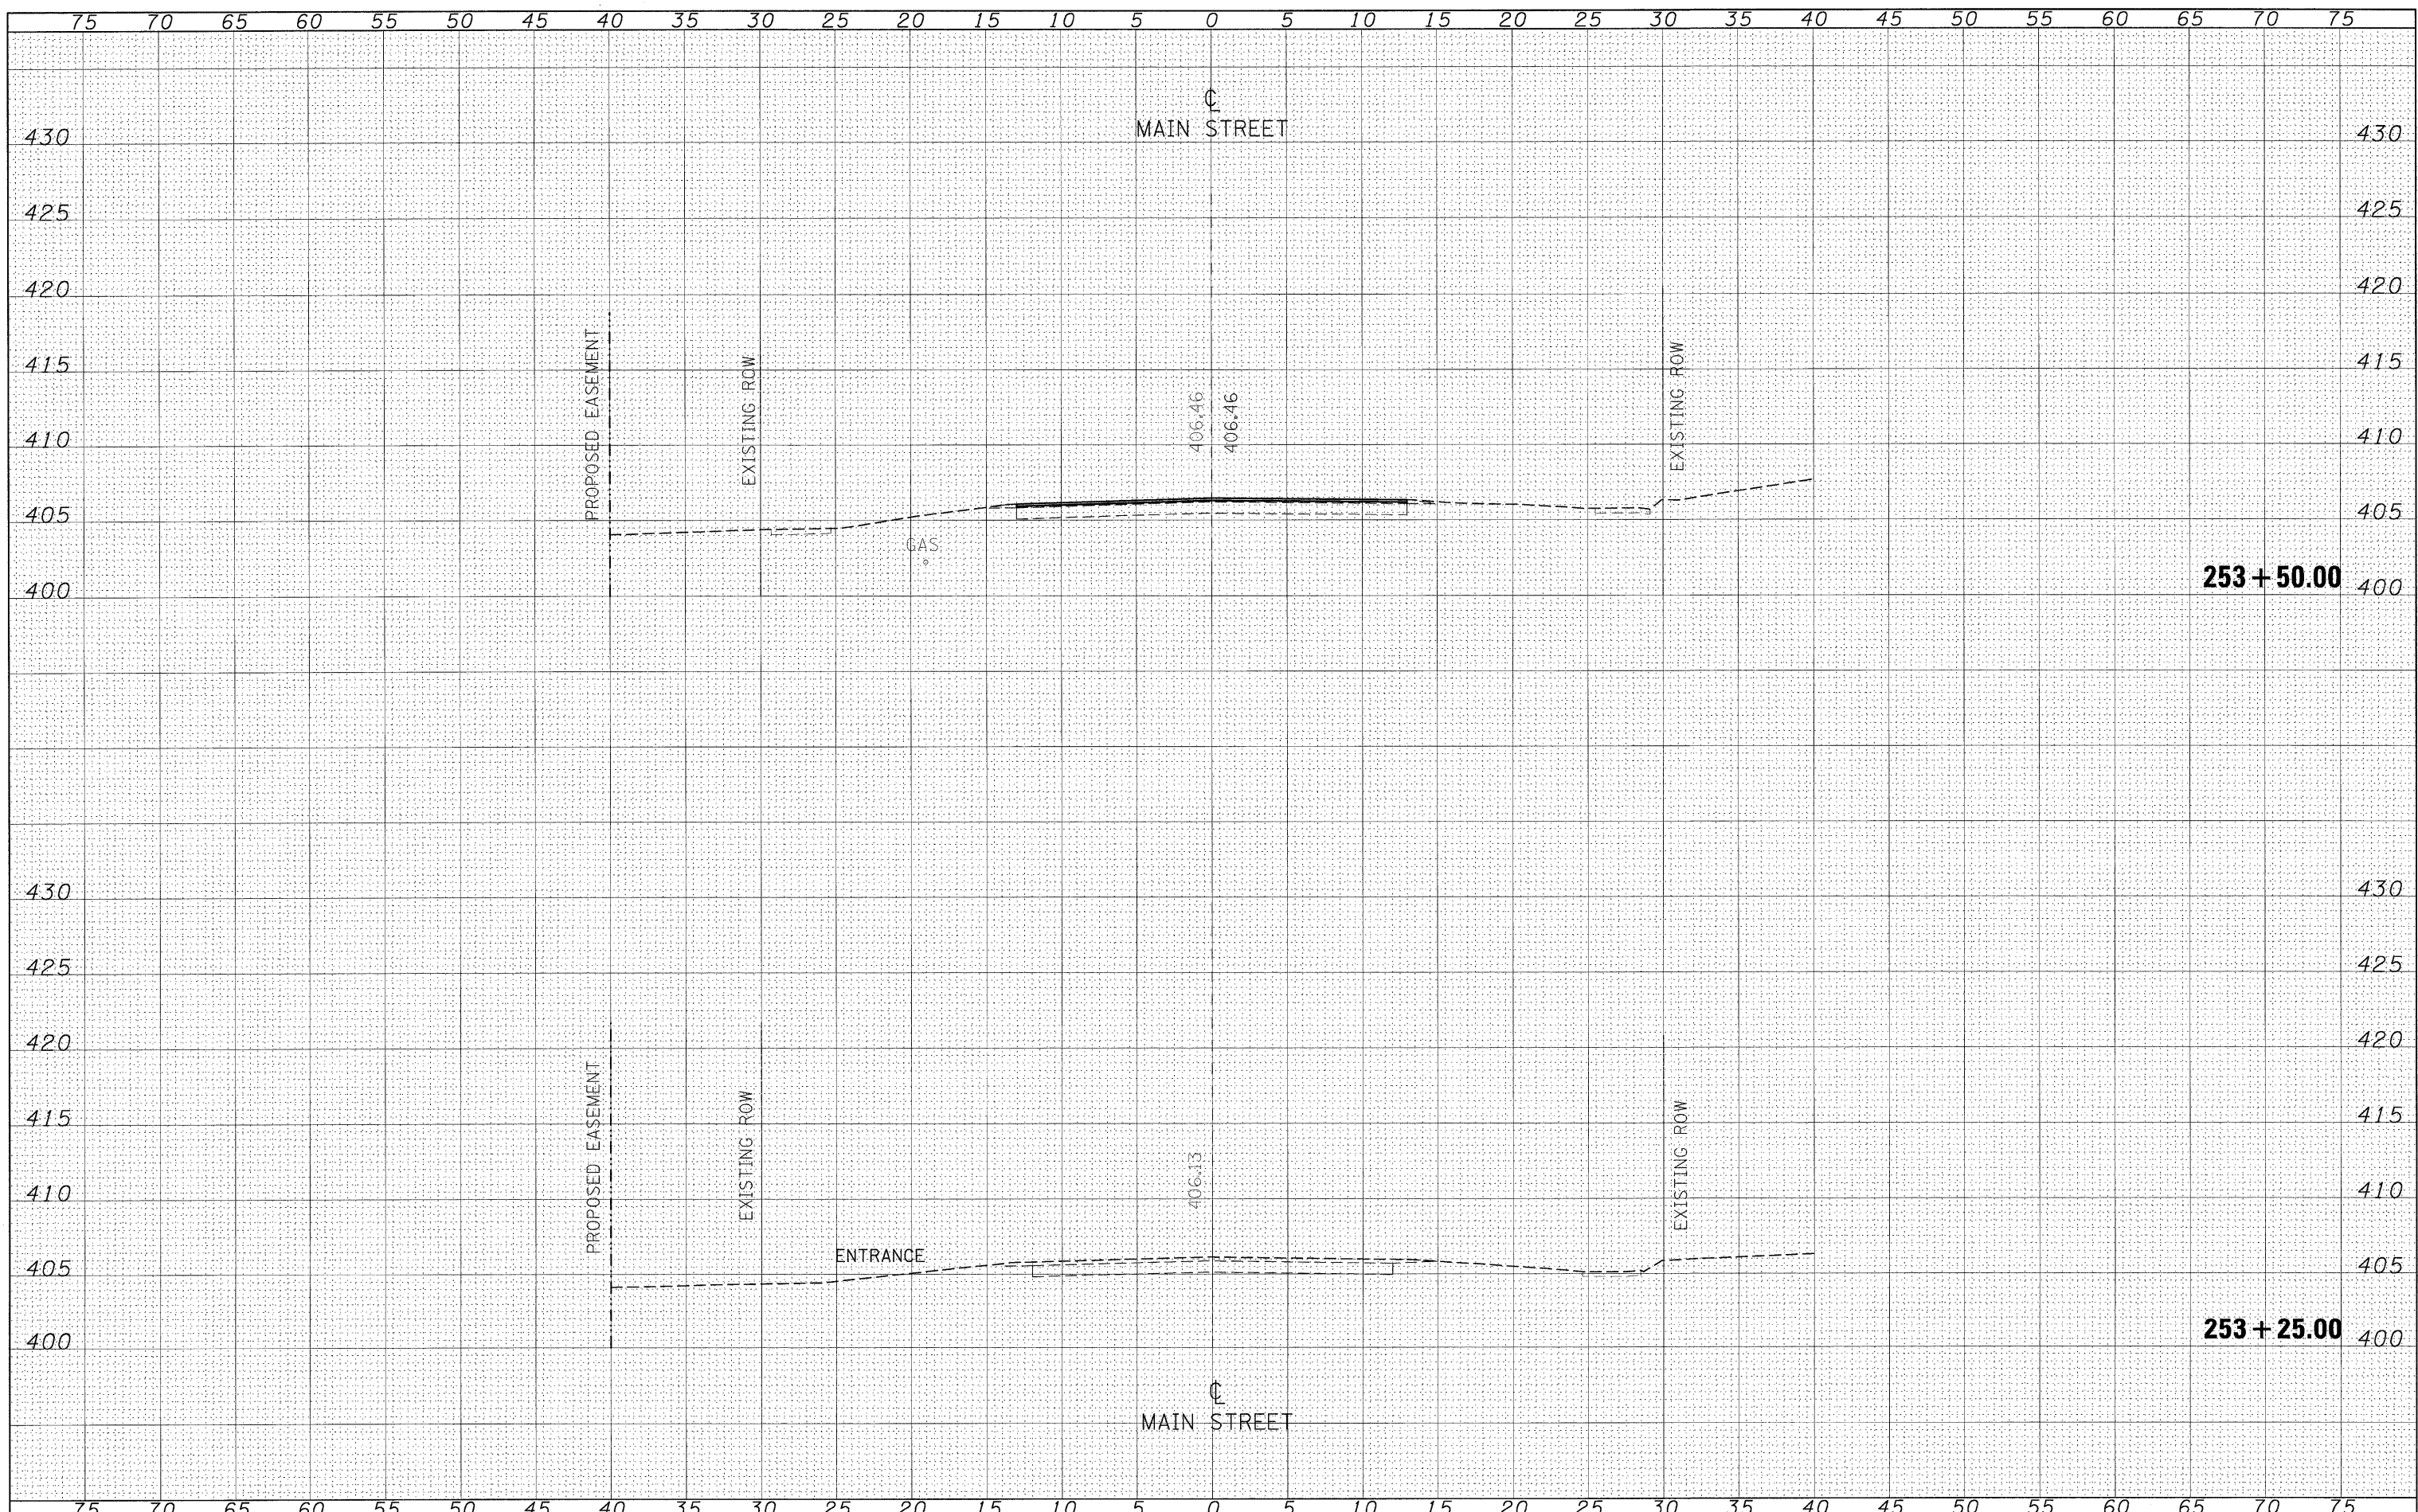 75 70 65 60 55 50 45 40 35 30 25 20 15 10 5 0 5 10 15 20 25 30 35 40 45 50 55 60 65 70 75
℄
MAIN STREET
430 430
425 425
420 420
415 415
410 410
405 405
400 400
PROPOSED EASEMENT
EXISTING ROW
406.46
406.46
EXISTING ROW
GAS
253+50.00
430 430
425 425
420 420
415 415
410 410
405 405
400 400
PROPOSED EASEMENT
EXISTING ROW
406.13
EXISTING ROW
ENTRANCE
253+25.00
℄
MAIN STREET
75 70 65 60 55 50 45 40 35 30 25 20 15 10 5 0 5 10 15 20 25 30 35 40 45 50 55 60 65 70 75